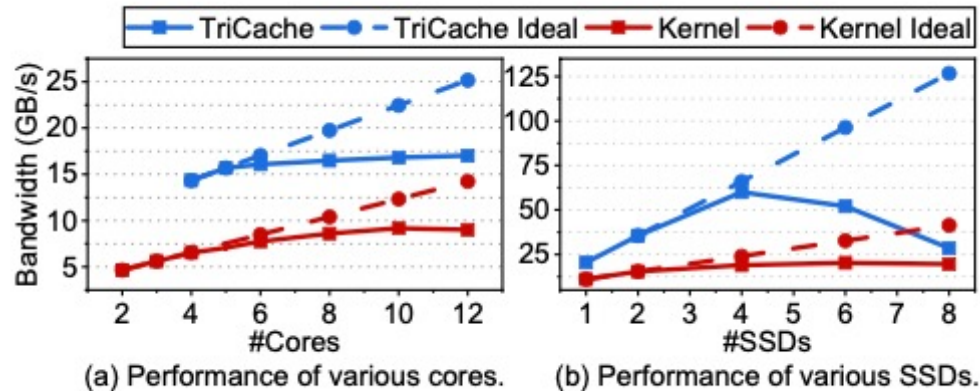 TriCache TriCache Ideal Kernel Kernel Ideal
Bandwidth (GB/s)
25
20
15
10
5
2 4 6 8 10 12
#Cores
(a) Performance of various cores.
125
100
75
50
25
1 2 3 4 5 6 7 8
#SSDs
(b) Performance of various SSDs